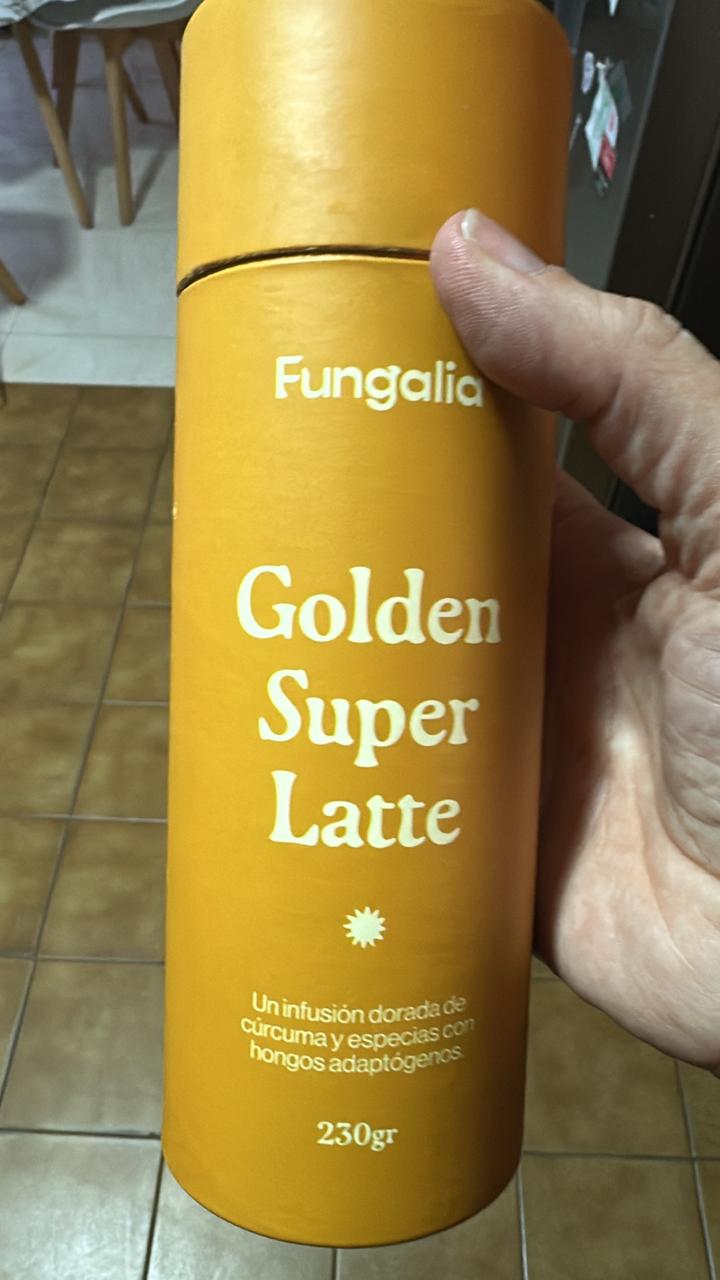 Fungalia
Golden
Super
Latte
Un infusión dorada de
cúrcuma y especias con
hongos adaptógenos.
230gr